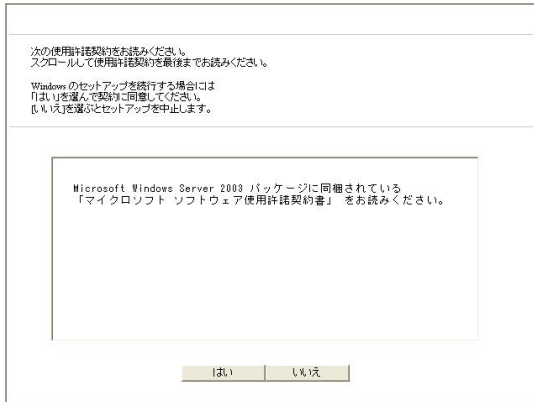 次の使用許諾契約をお読みください。
スクロールして使用許諾契約を最後までお読みください。
Windows のセットアップを続行する場合には
「はい」を選んで契約に同意してください。
[いいえ]を選ぶとセットアップを中止します。
Microsoft Windows Server 2003 パッケージに同梱されている
「マイクロソフト ソフトウェア使用許諾契約書」 をお読みください。
はい
いいえ